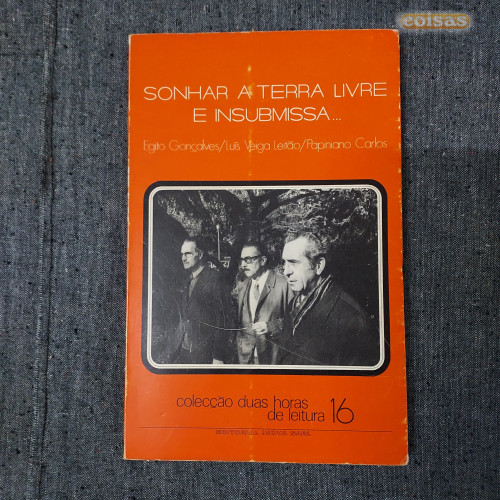 coisas
SONHAR A TERRA LIVRE
E INSUBMISSA...
Egito Gonçalves/Luís Veiga Leitão/Papiniano Carlos
colecção duas horas
de leitura 16